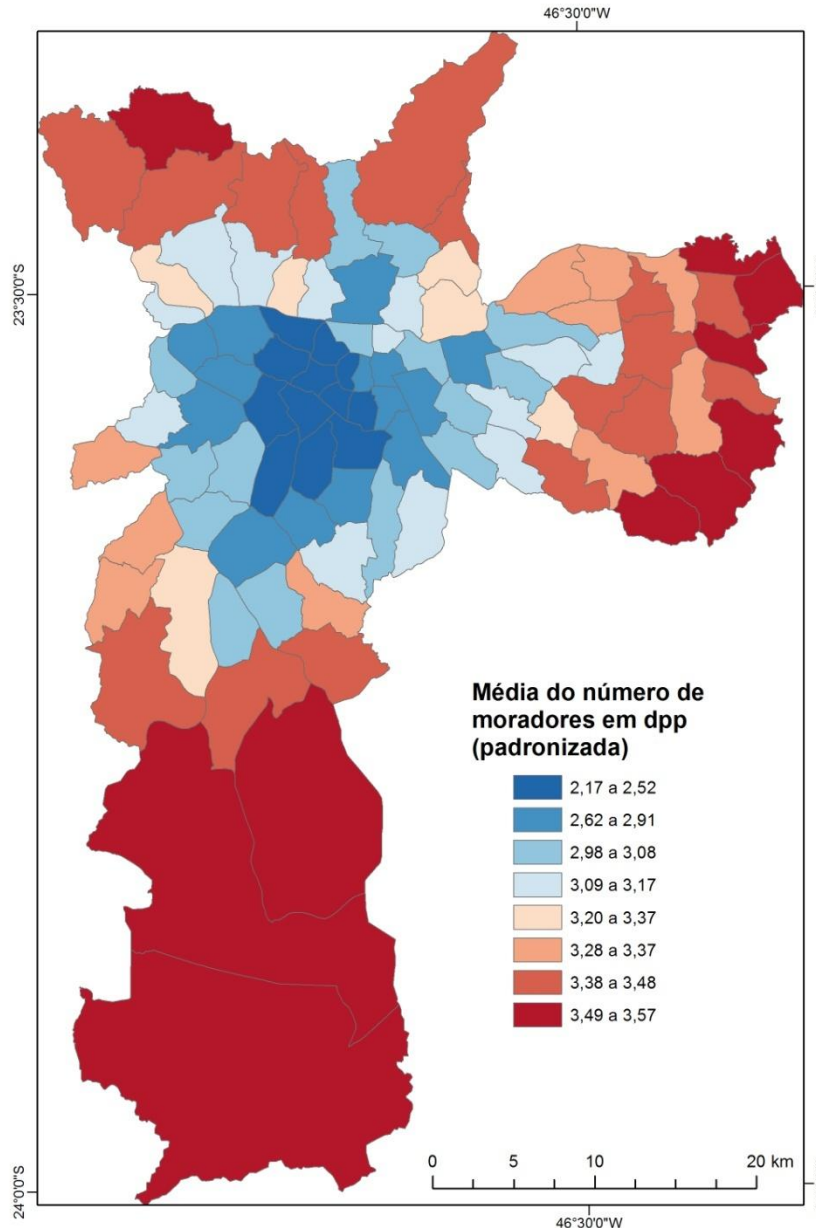 46°30'0"W
23°30'0"S
Média do número de
moradores em dpp
(padronizada)
2,17 a 2,52
2,62 a 2,91
2,98 a 3,08
3,09 a 3,17
3,20 a 3,37
3,28 a 3,37
3,38 a 3,48
3,49 a 3,57
0 5 10 20 km
24°0'0"S
46°30'0"W